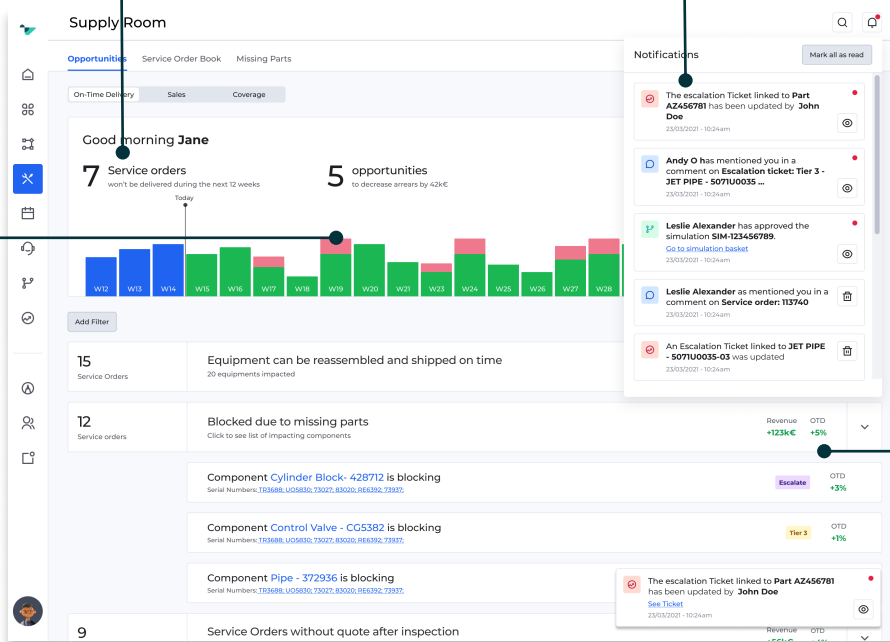 Supply Room
Opportunities
Service Order Book
Missing Parts
On-Time Delivery
Sales
Coverage
Good morning Jane
7 Service orders
won't be delivered during the next 12 weeks
5 opportunities
to decrease arrears by 42k€
Today
W12 W13 W14 W15 W16 W17 W18 W19 W20 W21 W23 W24 W25 W26 W27 W28
Add Filter
15
Service Orders
Equipment can be reassembled and shipped on time
20 equipments impacted
12
Service orders
Blocked due to missing parts
Click to see list of impacting components
Revenue
+123k€
OTD
+5%
Component Cylinder Block- 428712 is blocking
Serial Numbers: TR3688; UO5830; 73027; 83020; RE6392; 73937;
Escalate
OTD
+3%
Component Control Valve - CG5382 is blocking
Serial Numbers: TR3688; UO5830; 73027; 83020; RE6392; 73937;
Tier 3
OTD
+1%
Component Pipe - 372936 is blocking
Serial Numbers: TR3688; UO5830; 73027; 83020; RE6392; 73937;
9
Service Orders without quote after inspection
Revenue
OTD
Notifications
Mark all as read
The escalation Ticket linked to Part
AZ456781 has been updated by John
Doe
23/03/2021 - 10:24am
Andy O has mentioned you in a
comment on Escalation ticket: Tier 3 -
JET PIPE - 5071U0035 ...
23/03/2021 - 10:24am
Leslie Alexander has approved the
simulation SIM-123456789.
Go to simulation basket
23/03/2021 - 10:24am
Leslie Alexander as mentioned you in a
comment on Service order: 113740
23/03/2021 - 10:24am
An Escalation Ticket linked to JET PIPE
- 5071U0035-03 was updated
23/03/2021 - 10:24am
The escalation Ticket linked to Part AZ456781
has been updated by John Doe
See Ticket
23/03/2021 - 10:24am